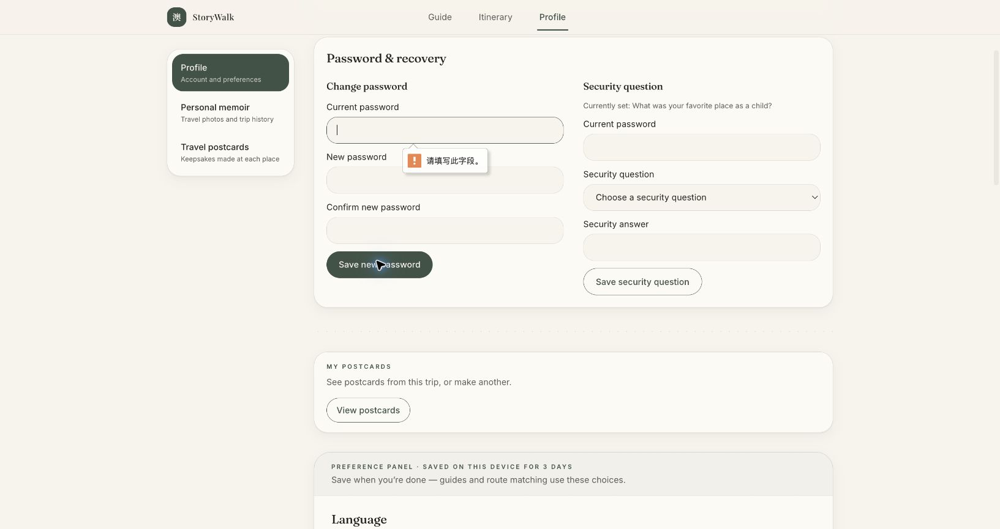 澳 StoryWalk
Guide Itinerary Profile
Profile
Account and preferences
Personal memoir
Travel photos and trip history
Travel postcards
Keepsakes made at each place
Password & recovery
Change password
Current password
请填写此字段。
New password
Confirm new password
Save new password
Security question
Currently set: What was your favorite place as a child?
Current password
Security question
Choose a security question
Security answer
Save security question
MY POSTCARDS
See postcards from this trip, or make another.
View postcards
PREFERENCE PANEL · SAVED ON THIS DEVICE FOR 3 DAYS
Save when you’re done — guides and route matching use these choices.
Language